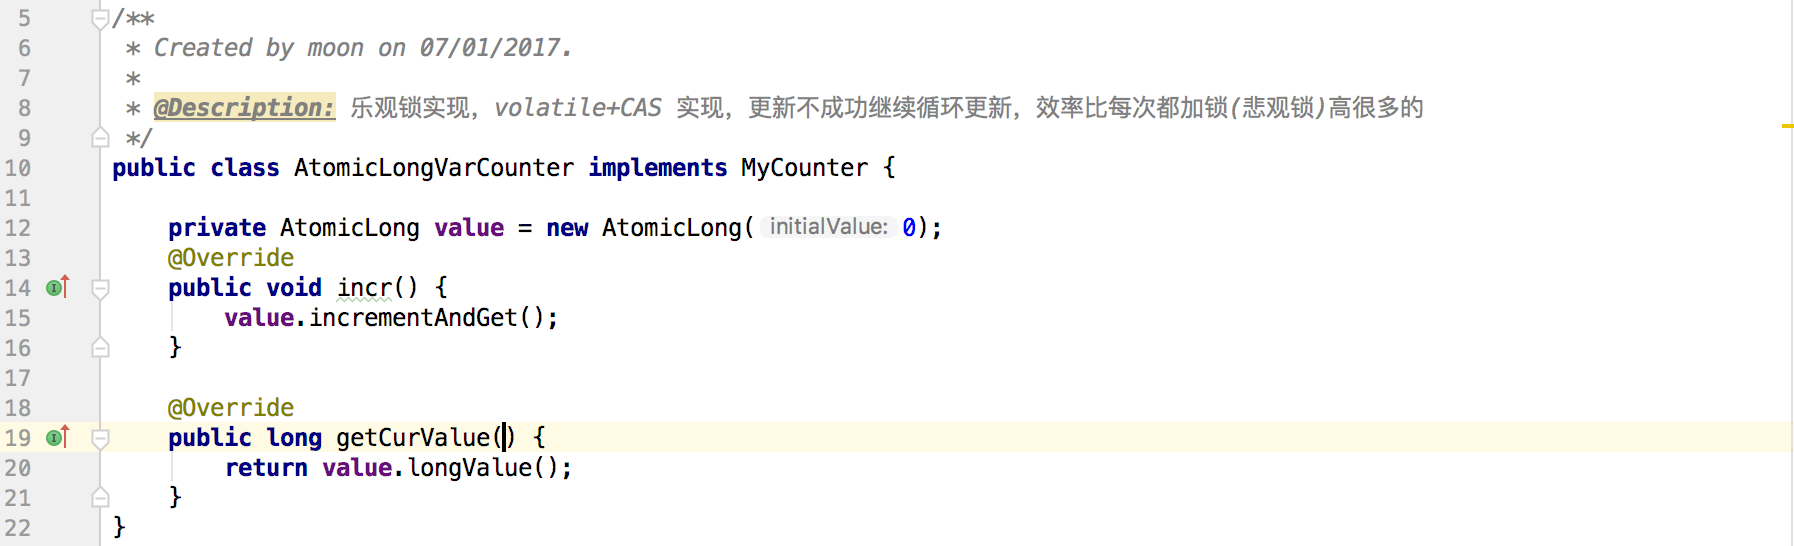 5 /**
6 * Created by moon on 07/01/2017.
7 *
8 * @Description: 乐观锁实现，volatile+CAS 实现，更新不成功继续循环更新，效率比每次都加锁(悲观锁)高很多的
9 */
10 public class AtomicLongVarCounter implements MyCounter {
11
12 private AtomicLong value = new AtomicLong( initialValue: 0);
13 @Override
14 public void incr() {
15 value.incrementAndGet();
16 }
17
18 @Override
19 public long getCurValue() {
20 return value.longValue();
21 }
22 }